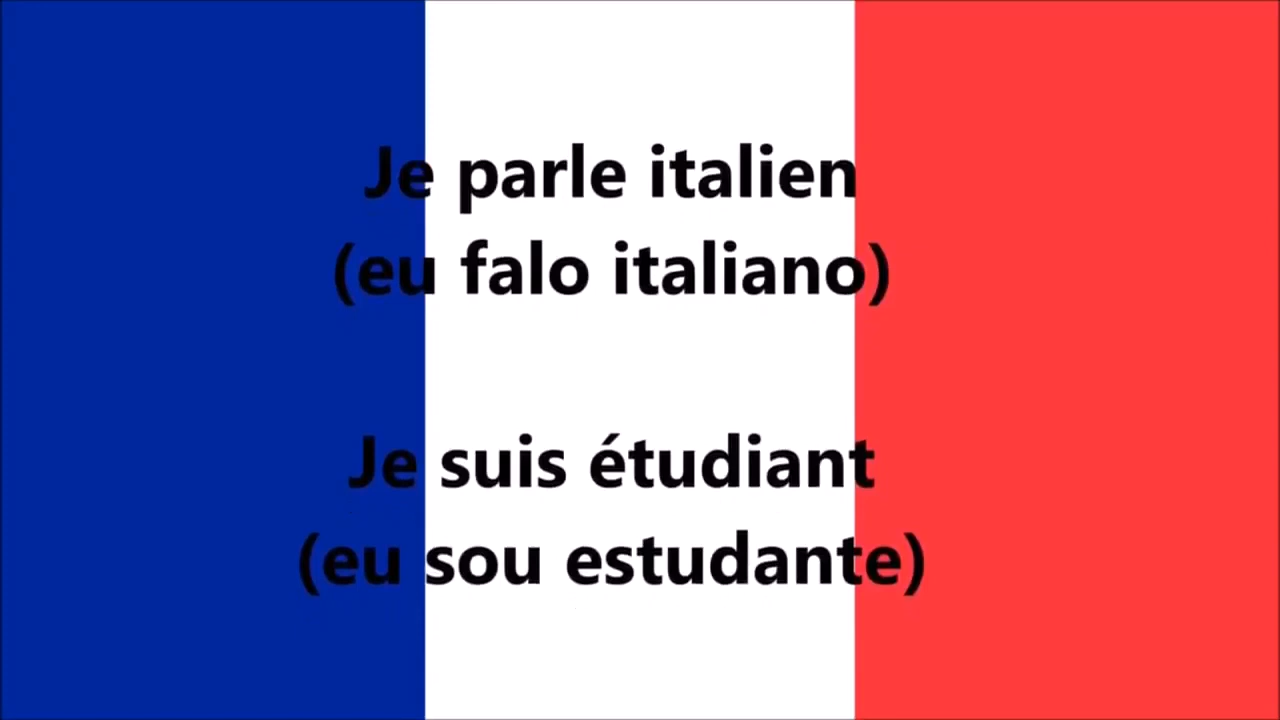 Je parle italien
(eu falo italiano)
Je suis étudiant
(eu sou estudante)